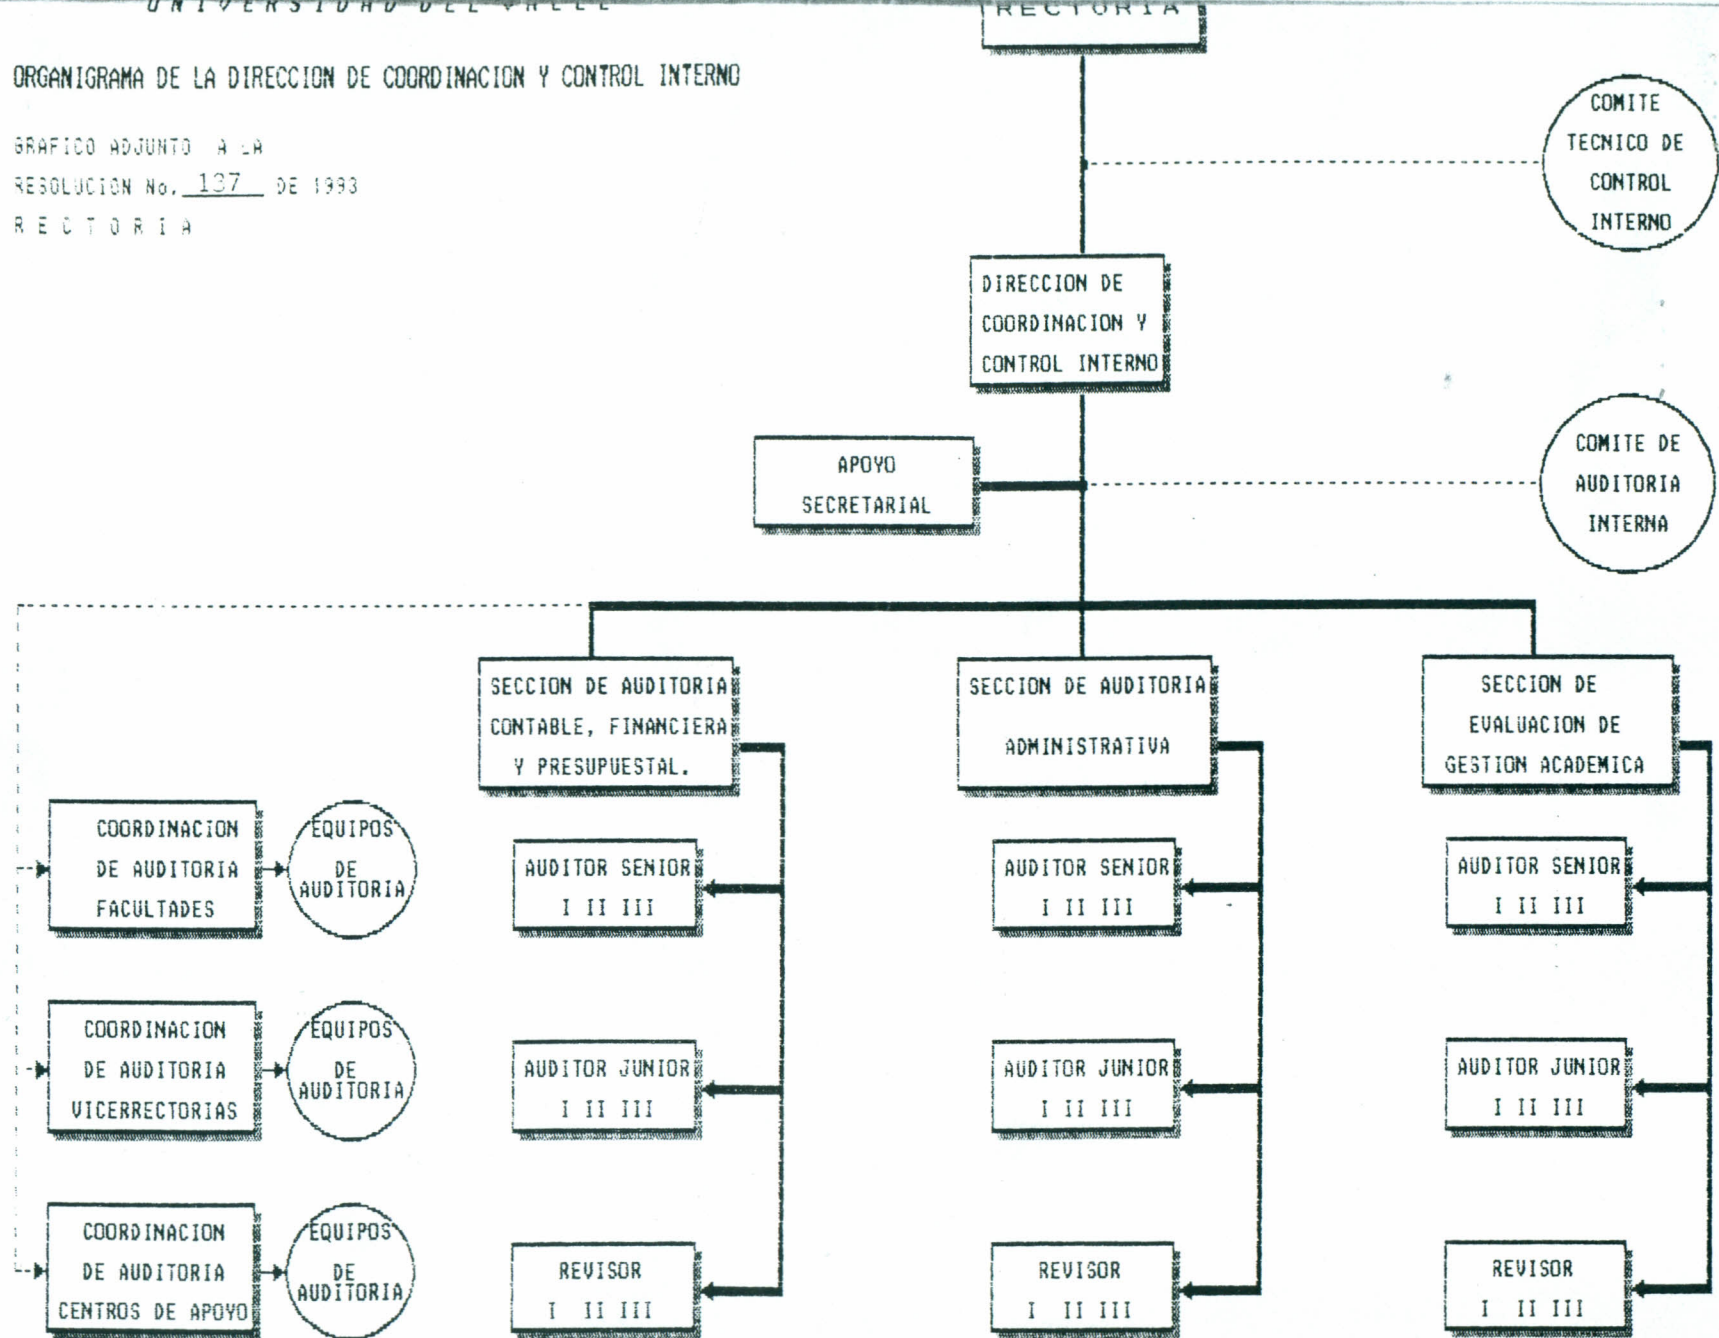 UNIVERSIDAD DEL VALLE
RECTORIA
ORGANIGRAMA DE LA DIRECCION DE COORDINACION Y CONTROL INTERNO
GRAFICO ADJUNTO A LA
RESOLUCION No. 137 DE 1993
R E C T O R I A
COMITE
TECNICO DE
CONTROL
INTERNO
DIRECCION DE
COORDINACION Y
CONTROL INTERNO
APOYO
SECRETARIAL
COMITE DE
AUDITORIA
INTERNA
SECCION DE AUDITORIA
CONTABLE, FINANCIERA
Y PRESUPUESTAL.
SECCION DE AUDITORIA
ADMINISTRATIVA
SECCION DE
EVALUACION DE
GESTION ACADEMICA
COORDINACION
DE AUDITORIA
FACULTADES
EQUIPOS
DE
AUDITORIA
AUDITOR SENIOR
I II III
AUDITOR SENIOR
I II III
AUDITOR SENIOR
I II III
COORDINACION
DE AUDITORIA
VICERRECTORIAS
EQUIPOS
DE
AUDITORIA
AUDITOR JUNIOR
I II III
AUDITOR JUNIOR
I II III
AUDITOR JUNIOR
I II III
COORDINACION
DE AUDITORIA
CENTROS DE APOYO
EQUIPOS
DE
AUDITORIA
REVISOR
I II III
REVISOR
I II III
REVISOR
I II III